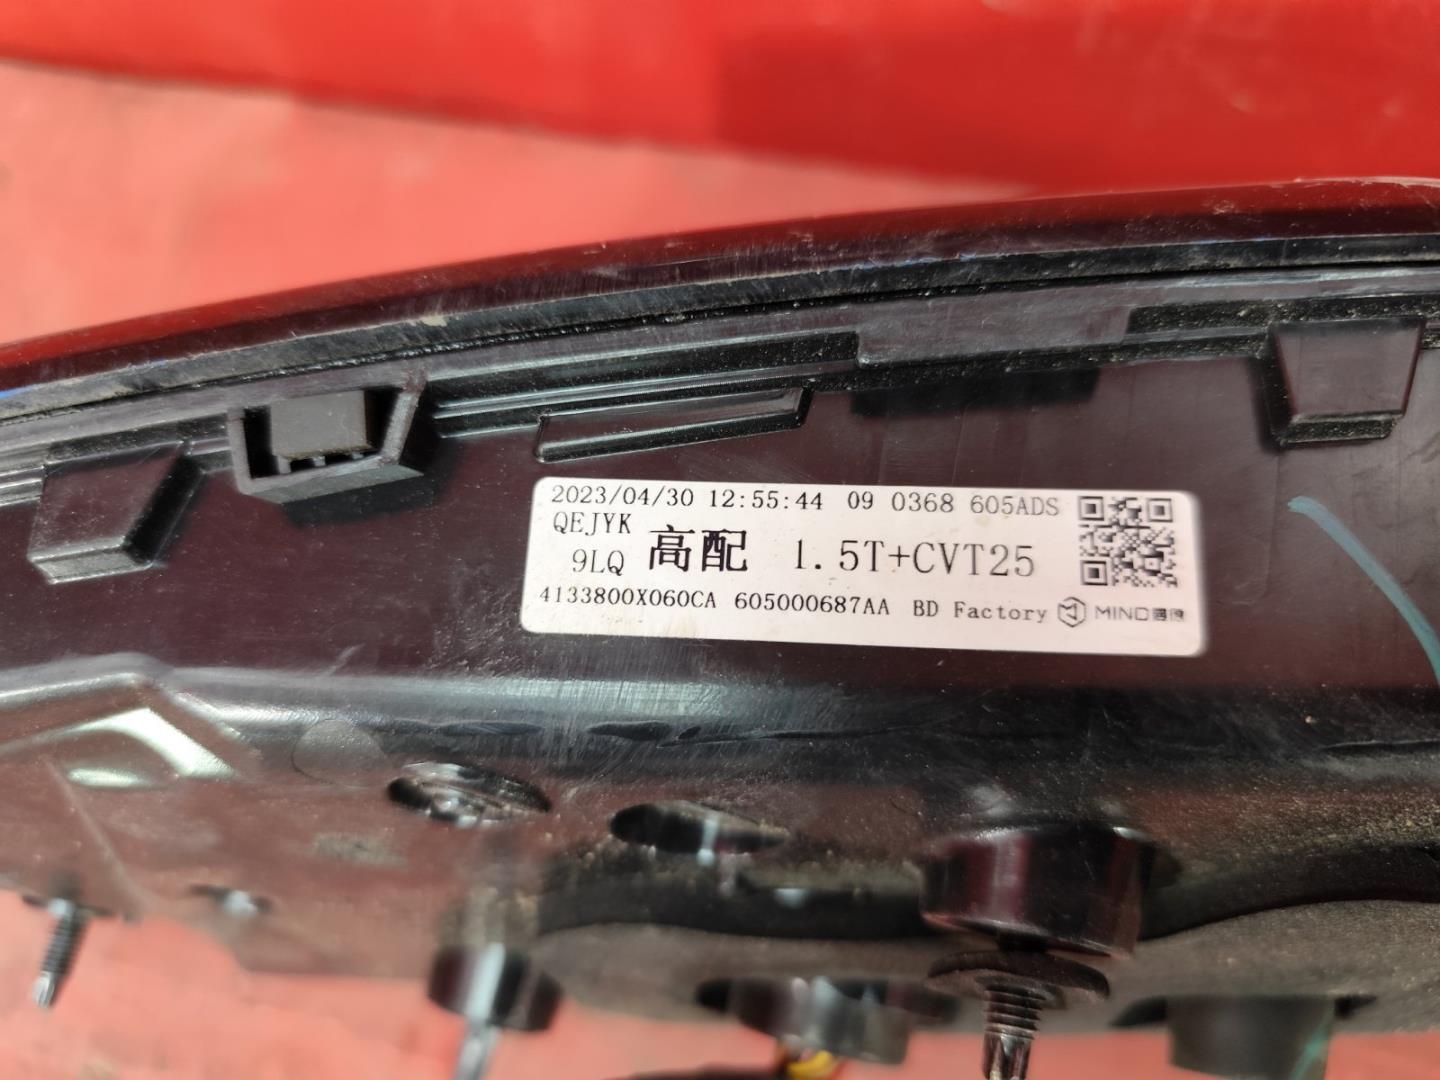 2023/04/30 12:55:44 09 0368 605ADS
QEJYK
9LQ 高配 1.5T+CVT25
4133800X060CA 605000687AA BD Factory MIND